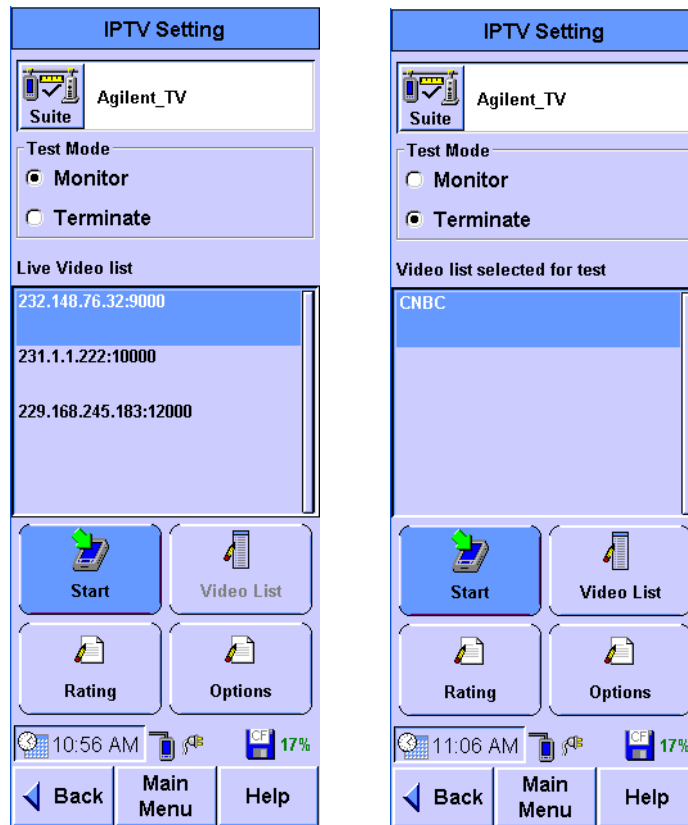 IPTV Setting
Suite
Agilent_TV
Test Mode
Monitor
Terminate
Live Video list
232.148.76.32:9000
231.1.1.222:10000
229.168.245.183:12000
Start
Video List
Rating
Options
10:56 AM
CF
17%
Back
Main
Menu
Help
IPTV Setting
Suite
Agilent_TV
Test Mode
Monitor
Terminate
Video list selected for test
CNBC
Start
Video List
Rating
Options
11:06 AM
CF
17%
Back
Main
Menu
Help